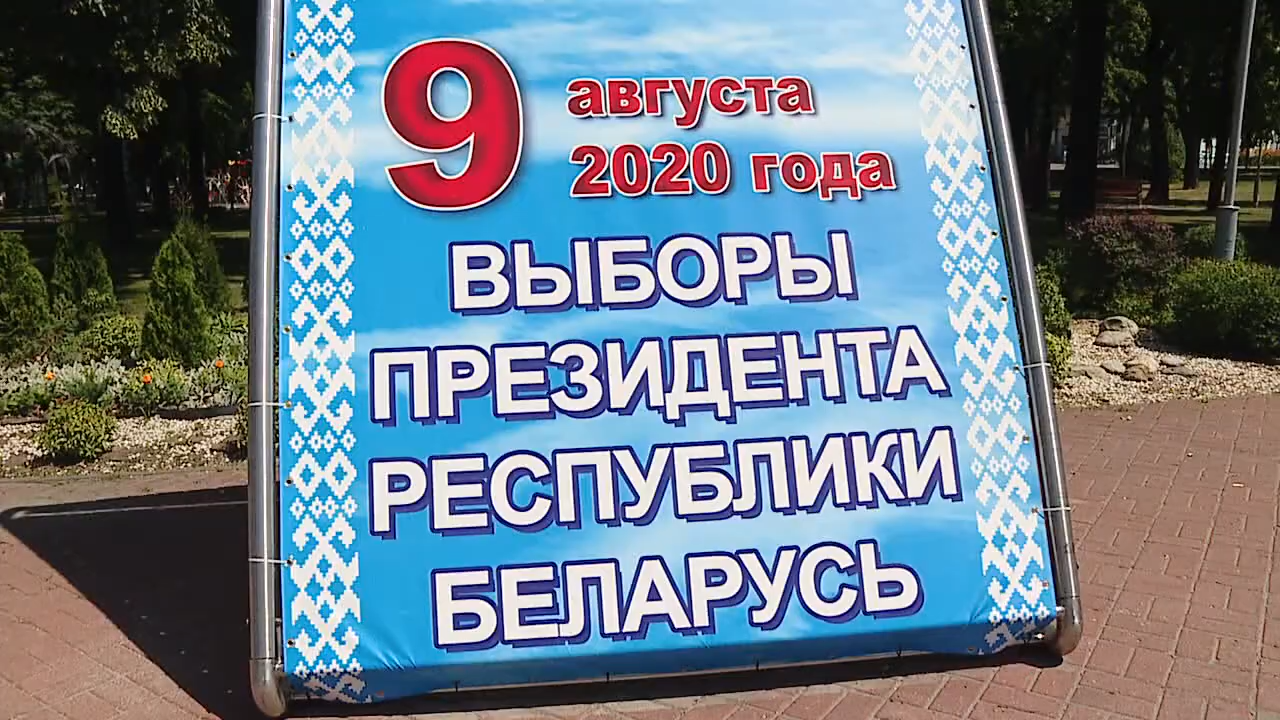 9 августа
2020 года
ВЫБОРЫ
ПРЕЗИДЕНТА
РЕСПУБЛИКИ
БЕЛАРУСЬ